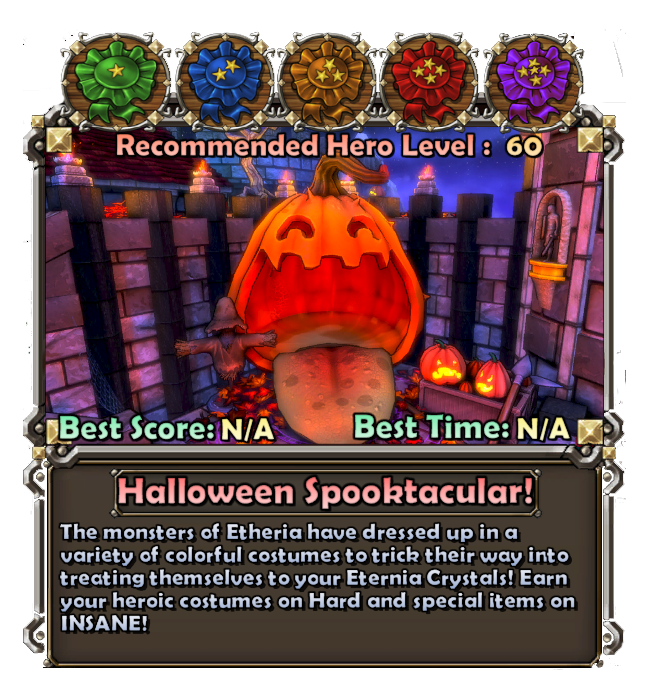 Recommended Hero Level : 60
Best Score: N/A Best Time: N/A
Halloween Spooktacular!
The monsters of Etheria have dressed up in a
variety of colorful costumes to trick their way into
treating themselves to your Eternia Crystals! Earn
your heroic costumes on Hard and special items on
INSANE!